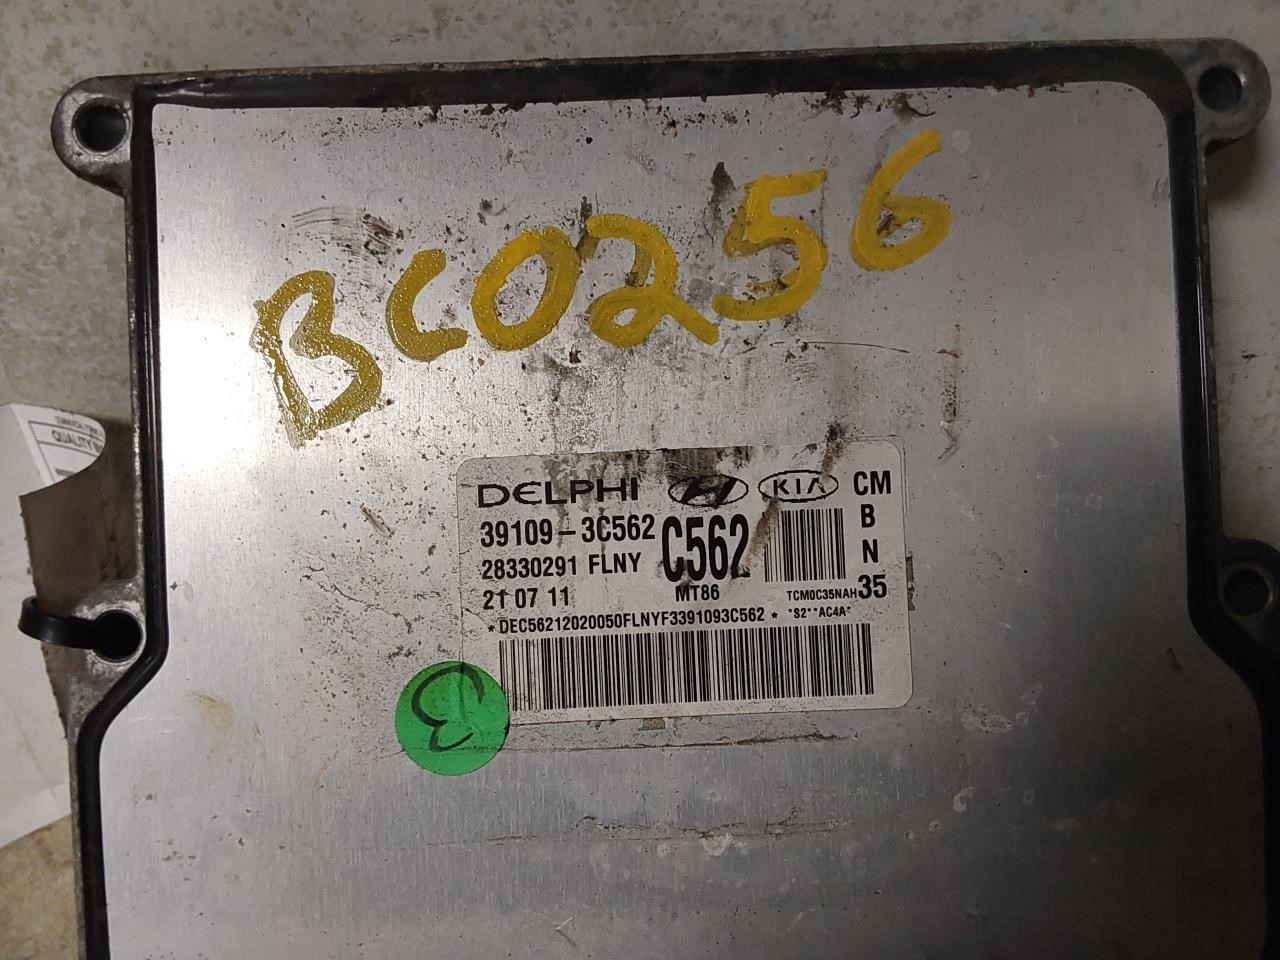 BC0256
DELPHI H KIA CM
39109-3C562 C562 B
28330291 FLNY N
21 07 11 MT86 TCM0C35NAH 35
*DEC56212020050FLNYF3391093C562* *S2**AC4A*
3
QUALITY